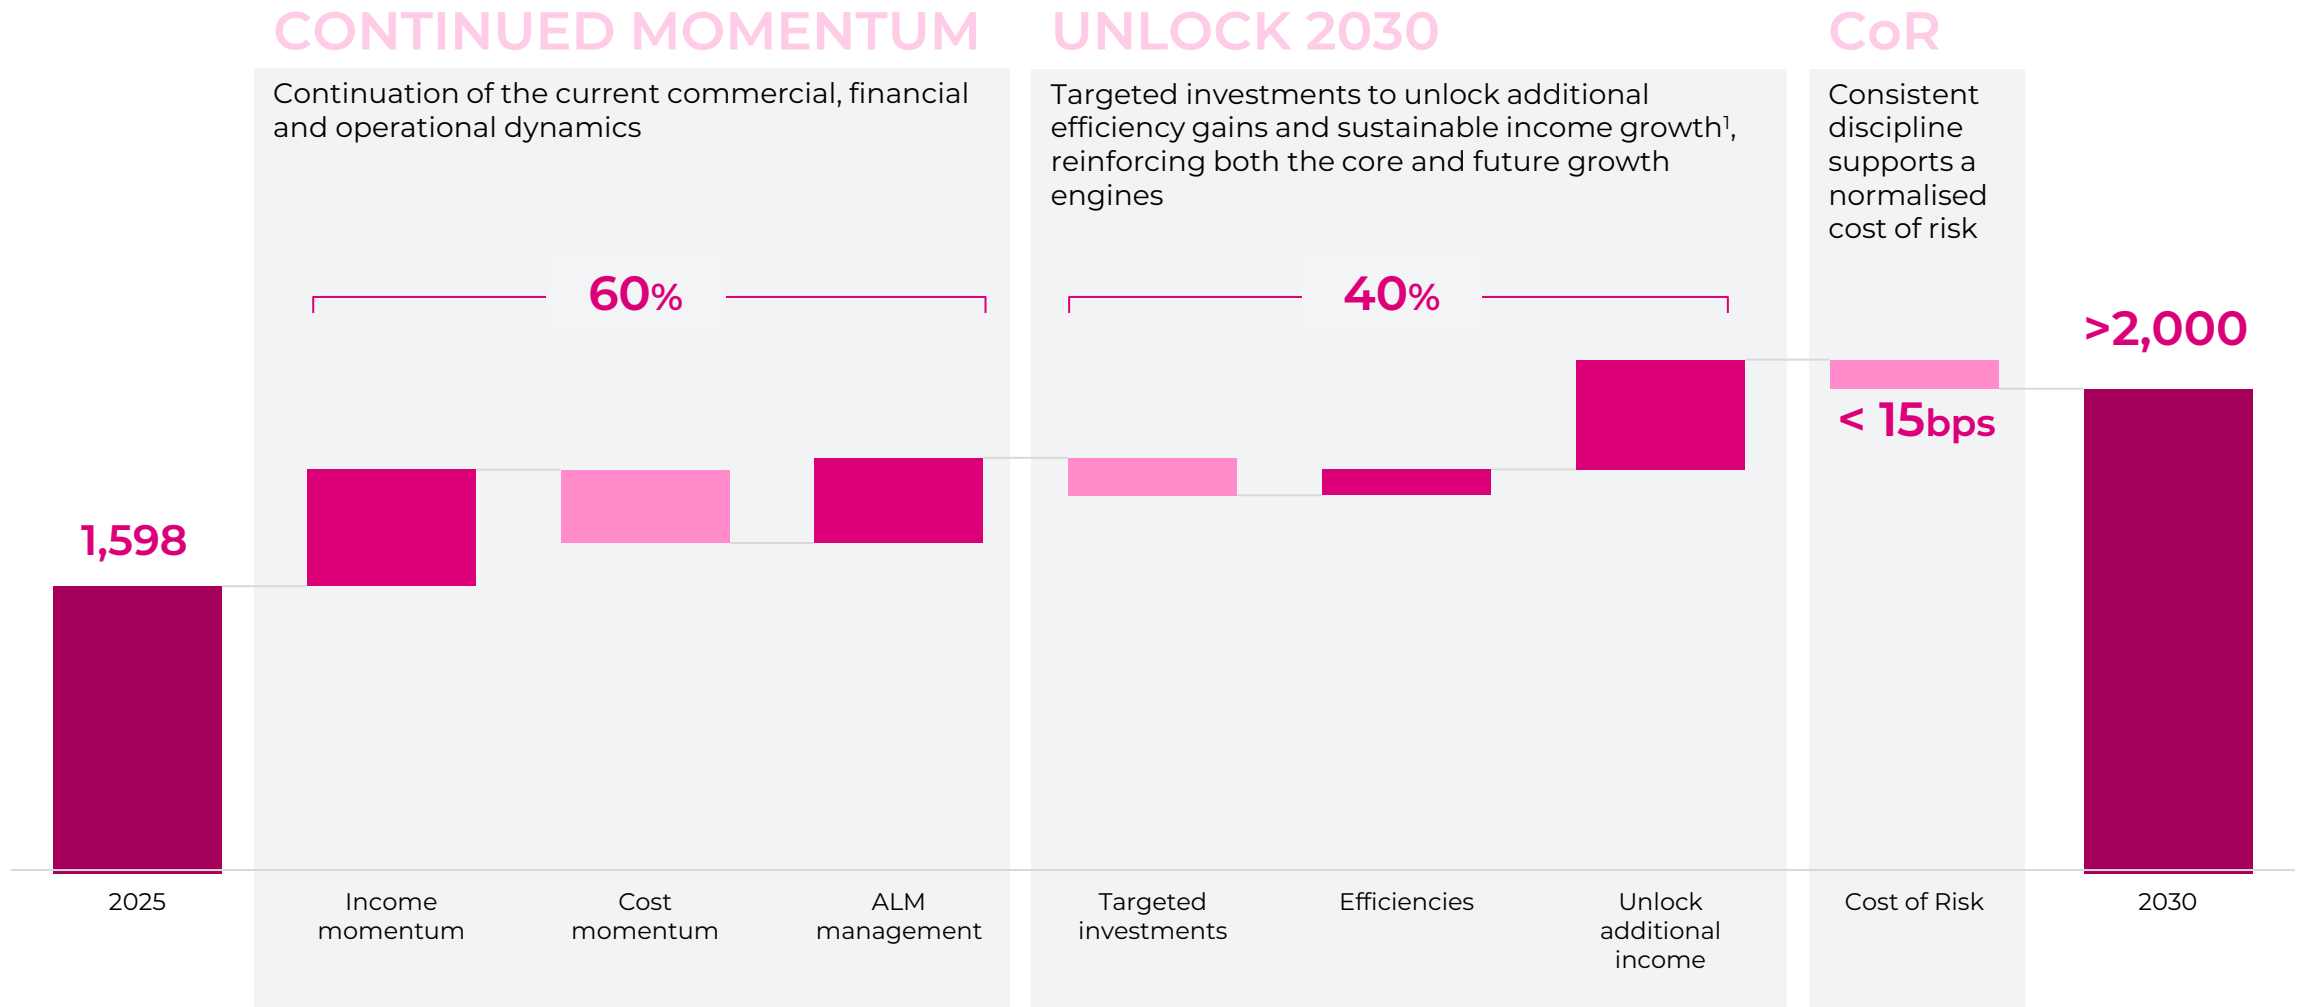 CONTINUED MOMENTUM
Continuation of the current commercial, financial
and operational dynamics
60%
UNLOCK 2030
Targeted investments to unlock additional
efficiency gains and sustainable income growth¹,
reinforcing both the core and future growth
engines
40%
CoR
Consistent
discipline
supports a
normalised
cost of risk
< 15bps
1,598
>2,000
2025
Income
momentum
Cost
momentum
ALM
management
Targeted
investments
Efficiencies
Unlock
additional
income
Cost of Risk
2030